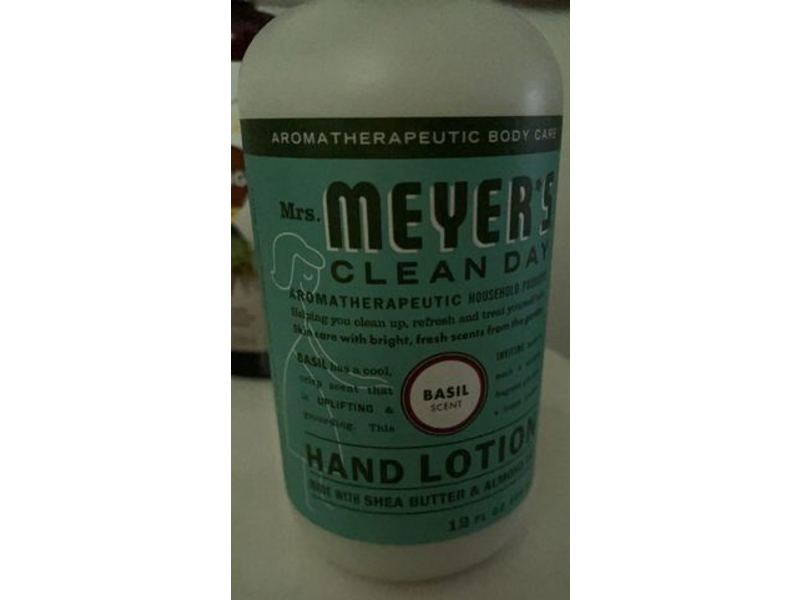 AROMATHERAPEUTIC BODY CARE
Mrs. MEYER'S
CLEAN DAY
AROMATHERAPEUTIC HOUSEHOLD
Helping you clean up, refresh and treat yourself
Skin care with bright, fresh scents from the garden.
BASIL has a cool,
crisp scent that
is UPLIFTING &
grounding. This
BASIL
SCENT
HAND LOTION
MADE WITH SHEA BUTTER & ALMOND
12 FL OZ